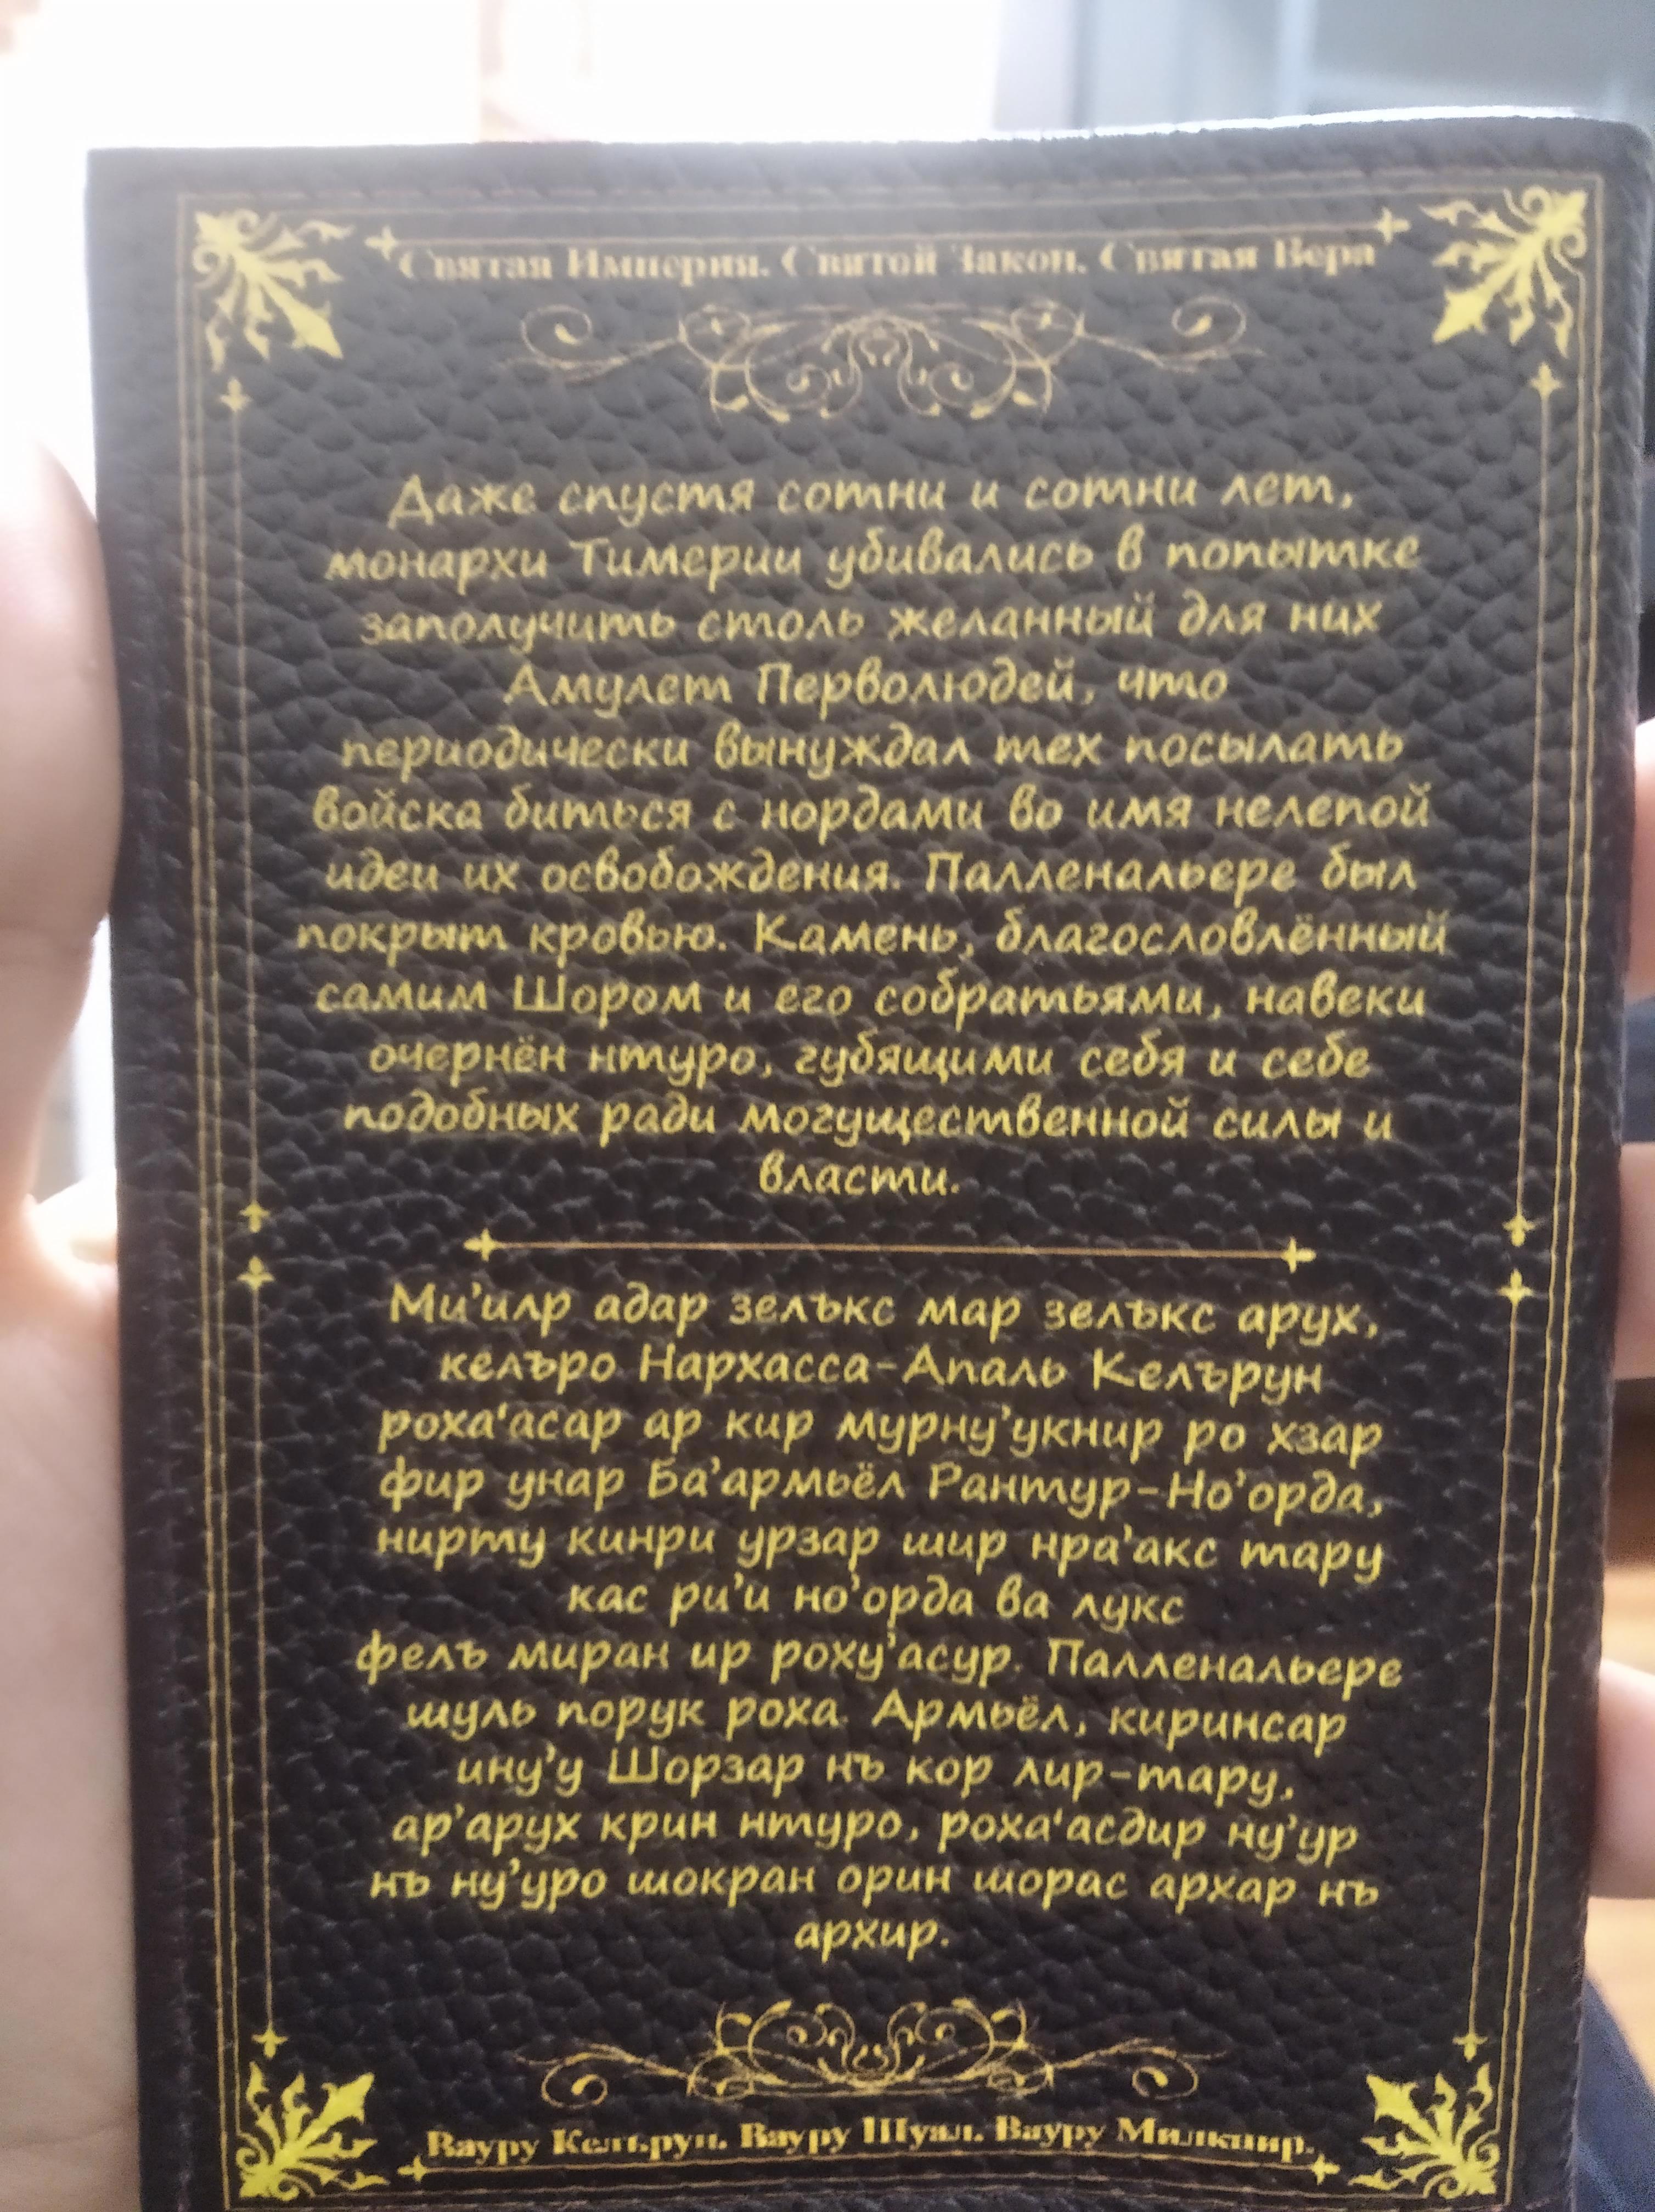 Святая Империя. Святой Закон. Святая Вера
Даже спустя сотни и сотни лет,
монархи Тимерии убивались в попытке
заполучить столь желанный для них
Амулет Перволюдей, что
периодически вынуждал тех посылать
войска биться с нордами во имя нелепой
идеи их освобождения. Палленальере был
покрыт кровью. Камень, благословлённый
самим Шором и его собратьями, навеки
очернён нтуро, губящими себя и себе
подобных ради могущественной силы и
власти.
Ми’илр адар зелъкс мар зелъкс арух,
келъро Нархасса-Апаль Келърун
роха‘асар ар кир мурну’укнир ро хзар
фир унар Ба’армьёл Рантур-Но’орда,
нирту кинри урзар шир нра‘акс тару
кас ри’и но’орда ва лукс
фелъ миран ир роху’асур. Палленальере
шуль порук роха. Армьёл, киринсар
ину’у Шорзар нъ кор лир-тару,
ар’арух крин нтуро, роха‘асдир ну’ур
нъ ну’уро шокран орин шорас архар нъ
архир.
Вауру Келърун. Вауру Шуал. Вауру Милкпир.